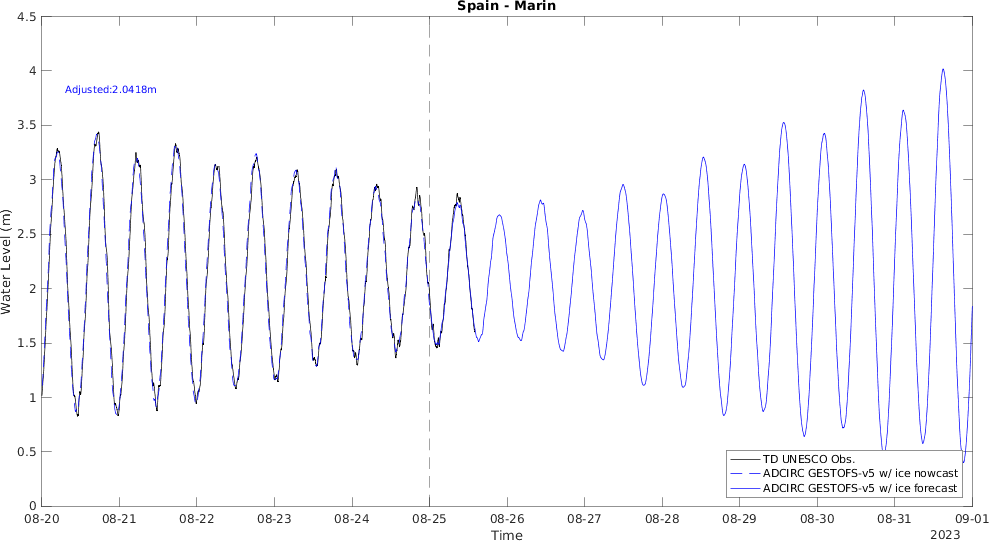 Spain - Marin
4.5
4
3.5
3
2.5
2
1.5
1
0.5
0
Water Level (m)
Adjusted:2.0418m
TD UNESCO Obs.
ADCIRC GESTOFS-v5 w/ ice nowcast
ADCIRC GESTOFS-v5 w/ ice forecast
08-20 08-21 08-22 08-23 08-24 08-25 08-26 08-27 08-28 08-29 08-30 08-31 09-01
Time
2023